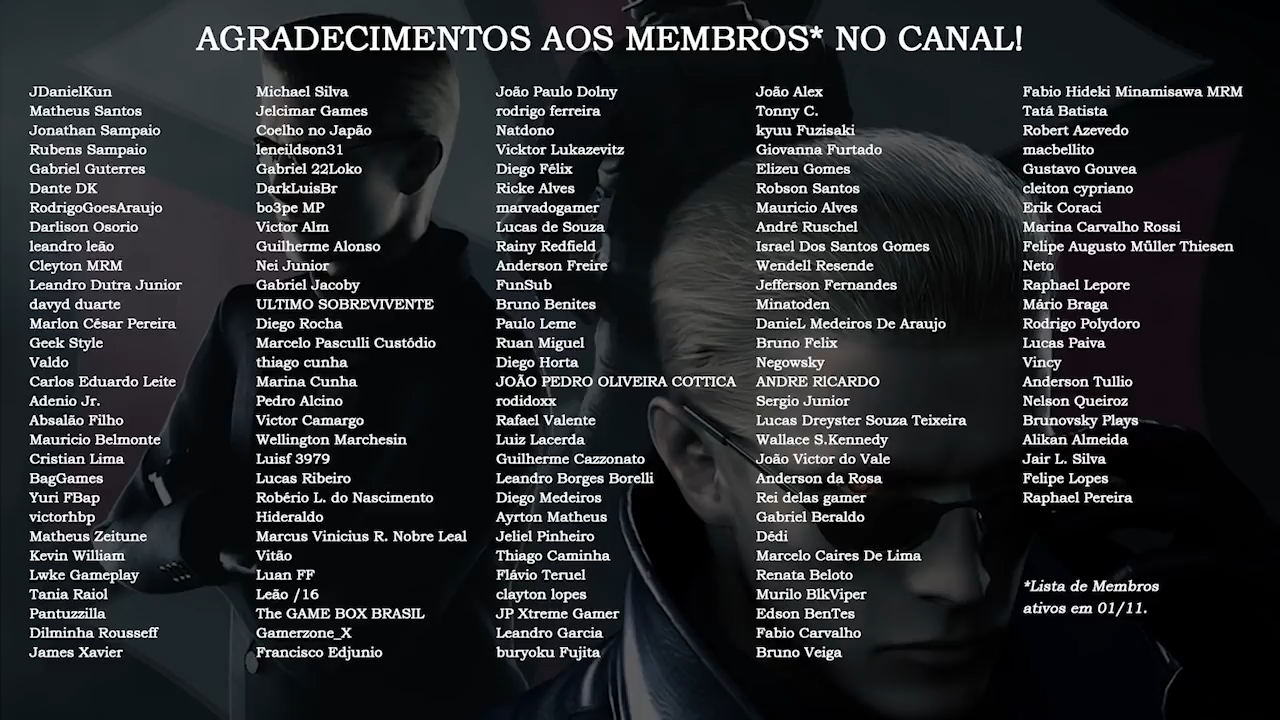 AGRADECIMENTOS AOS MEMBROS* NO CANAL!
JDanielKun
Matheus Santos
Jonathan Sampaio
Rubens Sampaio
Gabriel Guterres
Dante DK
RodrigoGoesAraujo
Darlison Osorio
leandro leão
Cleyton MRM
Leandro Dutra Junior
davyd duarte
Marlon César Pereira
Geek Style
Valdo
Carlos Eduardo Leite
Adenio Jr.
Absalão Filho
Mauricio Belmonte
Cristian Lima
BagGames
Yuri FBap
victorhbp
Matheus Zeitune
Kevin William
Lwke Gameplay
Tania Raiol
Pantuzzilla
Dilminha Rousseff
James Xavier
Michael Silva
Jelcimar Games
Coelho no Japão
leneildson31
Gabriel 22Loko
DarkLuisBr
bo3pe MP
Victor Alm
Guilherme Alonso
Nei Junior
Gabriel Jacoby
ULTIMO SOBREVIVENTE
Diego Rocha
Marcelo Pasculli Custódio
thiago cunha
Marina Cunha
Pedro Alcino
Victor Camargo
Wellington Marchesin
Luisf 3979
Lucas Ribeiro
Robério L. do Nascimento
Hideraldo
Marcus Vinicius R. Nobre Leal
Vitão
Luan FF
Leão /16
The GAME BOX BRASIL
Gamerzone_X
Francisco Edjunio
João Paulo Dolny
rodrigo ferreira
Natdono
Vicktor Lukazevitz
Diego Félix
Ricke Alves
marvadogamer
Lucas de Souza
Rainy Redfield
Anderson Freire
FunSub
Bruno Benites
Paulo Leme
Ruan Miguel
Diego Horta
JOÃO PEDRO OLIVEIRA COTTICA
rodidoxx
Rafael Valente
Luiz Lacerda
Guilherme Cazzonato
Leandro Borges Borelli
Diego Medeiros
Ayrton Matheus
Jeliel Pinheiro
Thiago Caminha
Flávio Teruel
clayton lopes
JP Xtreme Gamer
Leandro Garcia
buryoku Fujita
João Alex
Tonny C.
kyuu Fuzisaki
Giovanna Furtado
Elizeu Gomes
Robson Santos
Mauricio Alves
André Ruschel
Israel Dos Santos Gomes
Wendell Resende
Jefferson Fernandes
Minatoden
DanieL Medeiros De Araujo
Bruno Felix
Negowsky
ANDRE RICARDO
Sergio Junior
Lucas Dreyster Souza Teixeira
Wallace S.Kennedy
João Victor do Vale
Anderson da Rosa
Rei delas gamer
Gabriel Beraldo
Dédi
Marcelo Caires De Lima
Renata Beloto
Murilo BlkViper
Edson BenTes
Fabio Carvalho
Bruno Veiga
Fabio Hideki Minamisawa MRM
Tatá Batista
Robert Azevedo
macbellito
Gustavo Gouvea
cleiton cypriano
Erik Coraci
Marina Carvalho Rossi
Felipe Augusto Müller Thiesen
Neto
Raphael Lepore
Mário Braga
Rodrigo Polydoro
Lucas Paiva
Vincy
Anderson Tullio
Nelson Queiroz
Brunovsky Plays
Alikan Almeida
Jair L. Silva
Felipe Lopes
Raphael Pereira
*Lista de Membros
ativos em 01/11.